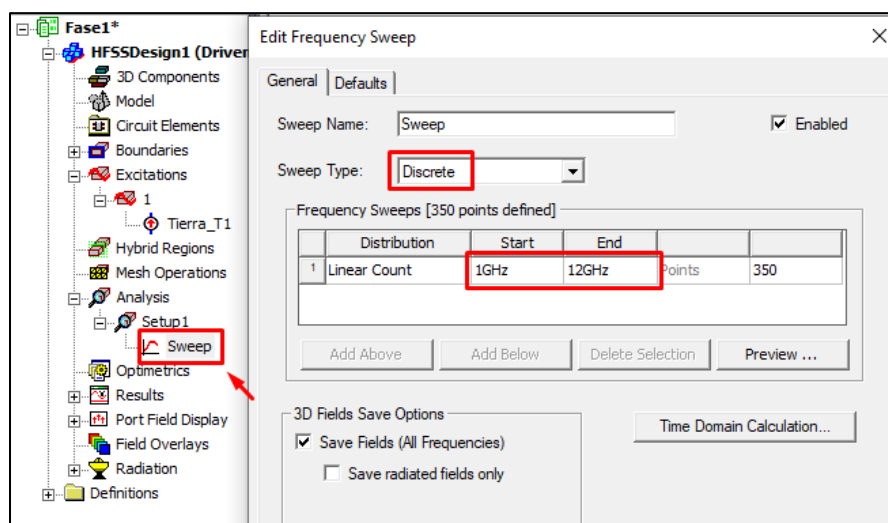 Fase1*
HFSSDesign1 (Driver
3D Components
Model
Circuit Elements
Boundaries
Excitations
1
Tierra_T1
Hybrid Regions
Mesh Operations
Analysis
Setup1
Sweep
Optimetrics
Results
Port Field Display
Field Overlays
Radiation
Definitions
Edit Frequency Sweep
General Defaults
Sweep Name: Sweep Enabled
Sweep Type: Discrete
Frequency Sweeps [350 points defined]
Distribution Start End
1 Linear Count 1GHz 12GHz Points 350
Add Above Add Below Delete Selection Preview ...
3D Fields Save Options
Time Domain Calculation...
Save Fields (All Frequencies)
Save radiated fields only